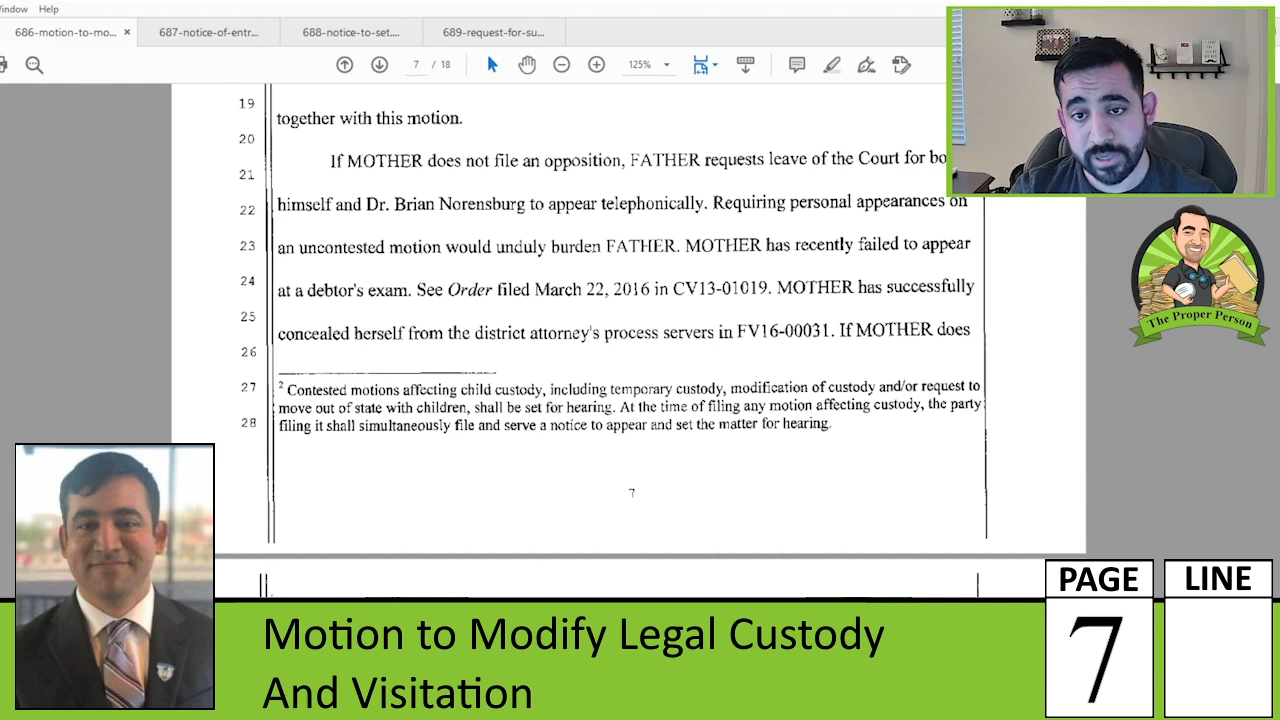 indow Help
686-motion-to-mo... ×
687-notice-of-entr...
688-notice-to-set....
689-request-for-su...
7 / 18
125%
19
together with this motion.
20
If MOTHER does not file an opposition, FATHER requests leave of the Court for bo
21
22 himself and Dr. Brian Norensburg to appear telephonically. Requiring personal appearances on
23 an uncontested motion would unduly burden FATHER. MOTHER has recently failed to appear
24 at a debtor's exam. See Order filed March 22, 2016 in CV13-01019. MOTHER has successfully
25 concealed herself from the district attorney's process servers in FV16-00031. If MOTHER does
26
27 2 Contested motions affecting child custody, including temporary custody, modification of custody and/or request to
move out of state with children, shall be set for hearing. At the time of filing any motion affecting custody, the party
28 filing it shall simultaneously file and serve a notice to appear and set the matter for hearing.
7
The Proper Person
Motion to Modify Legal Custody
And Visitation
PAGE
7
LINE